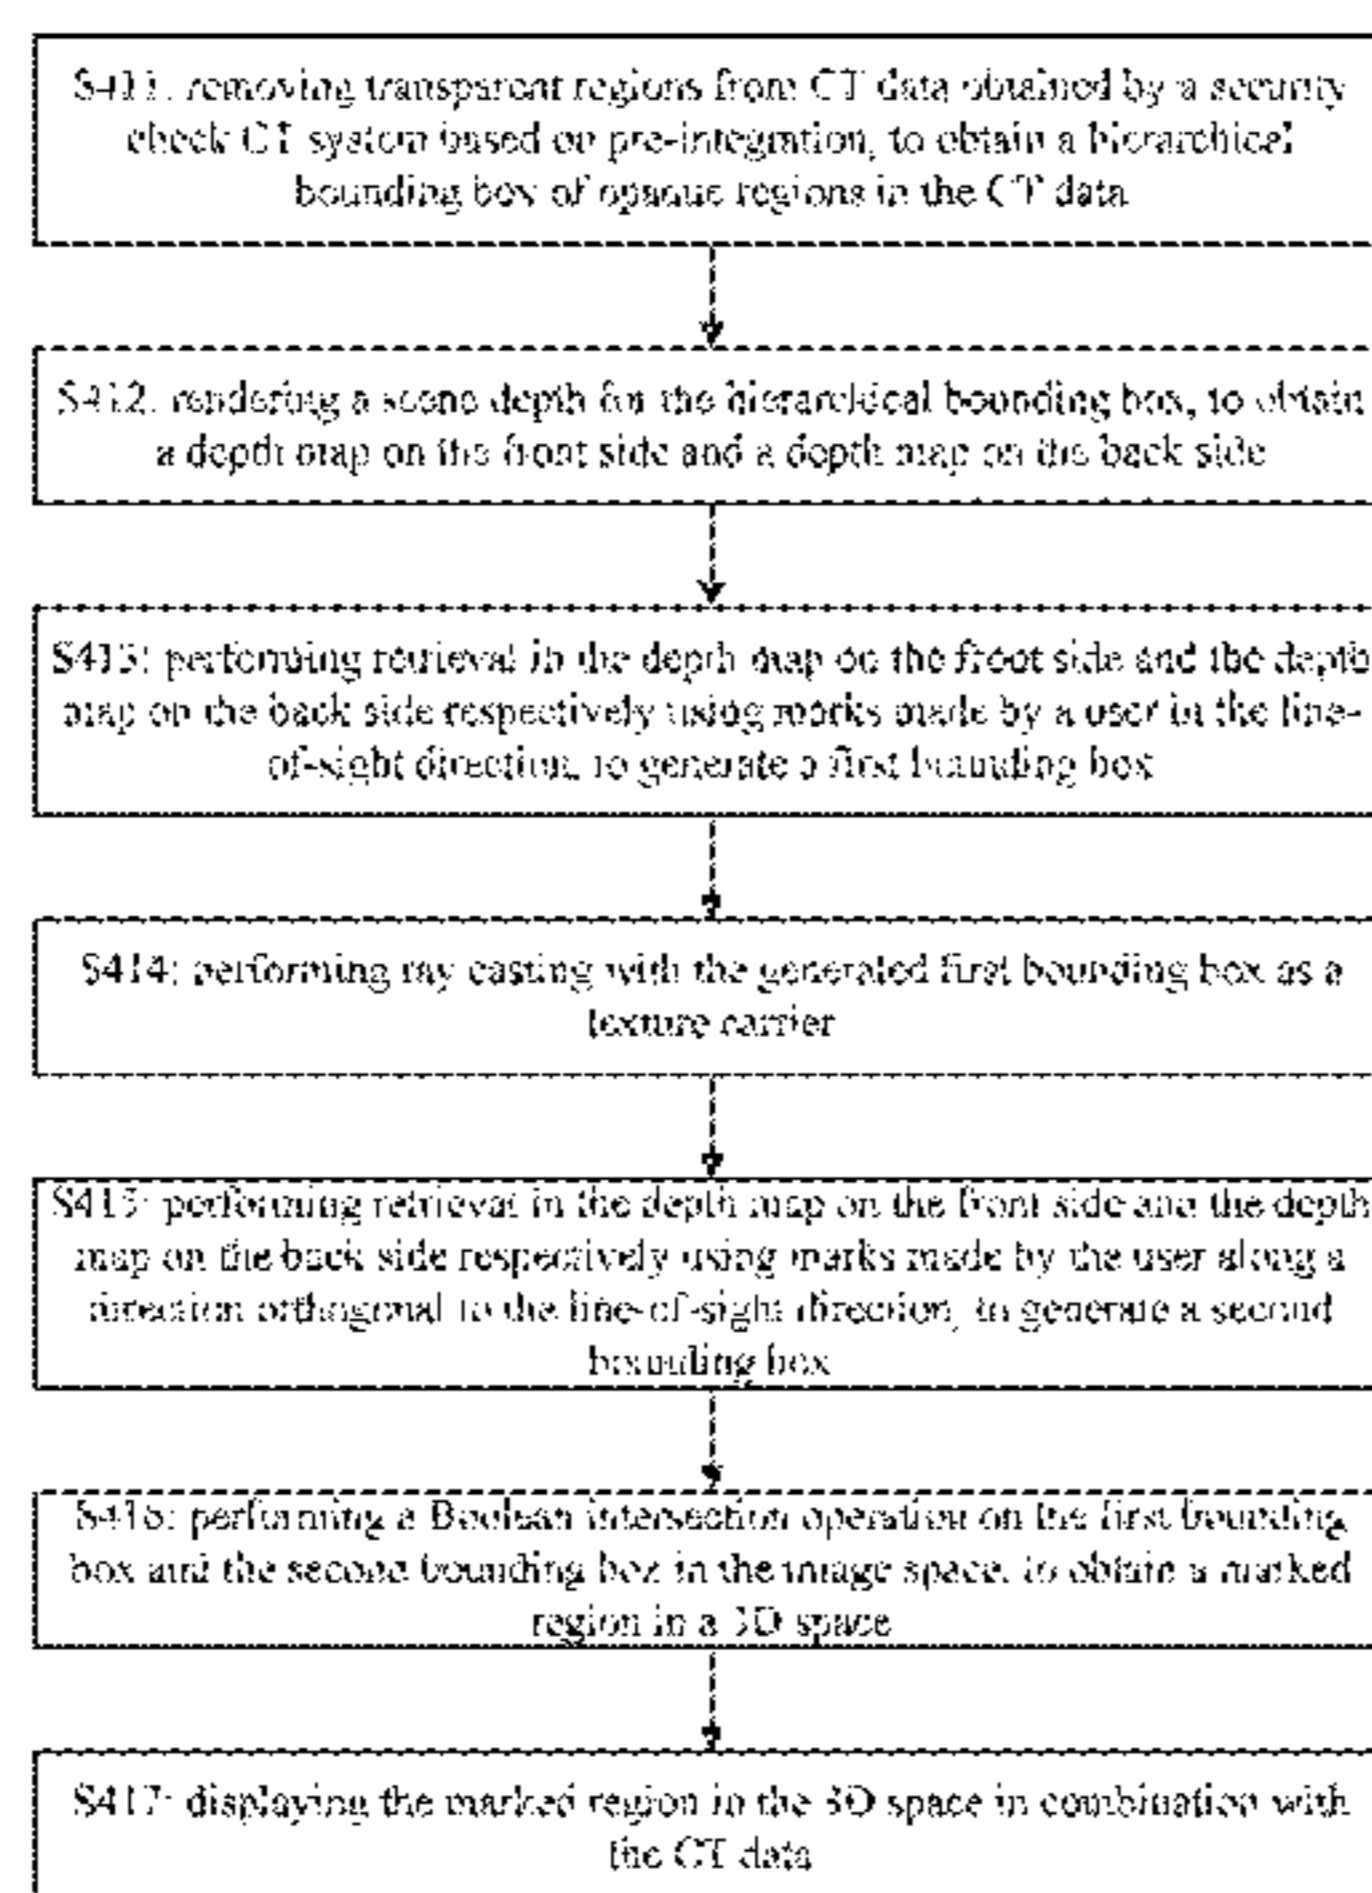 S411: removing transparent regions from CT data obtained by a security
check CT system based on pre-integration, to obtain a hierarchical
bounding box of opaque regions in the CT data
S412: rendering a scene depth for the hierarchical bounding box, to obtain
a depth map on the front side and a depth map on the back side
S413: performing retrieval in the depth map on the front side and the depth
map on the back side respectively using marks made by a user in the line-
of-sight direction, to generate a first bounding box
S414: performing ray casting with the generated first bounding box as a
texture carrier
S415: performing retrieval in the depth map on the front side and the depth
map on the back side respectively using marks made by the user along a
direction orthogonal to the line-of-sight direction, to generate a second
bounding box
S416: performing a Boolean intersection operation on the first bounding
box and the second bounding box in the image space, to obtain a marked
region in a 3D space
S417: displaying the marked region in the 3D space in combination with
the CT data